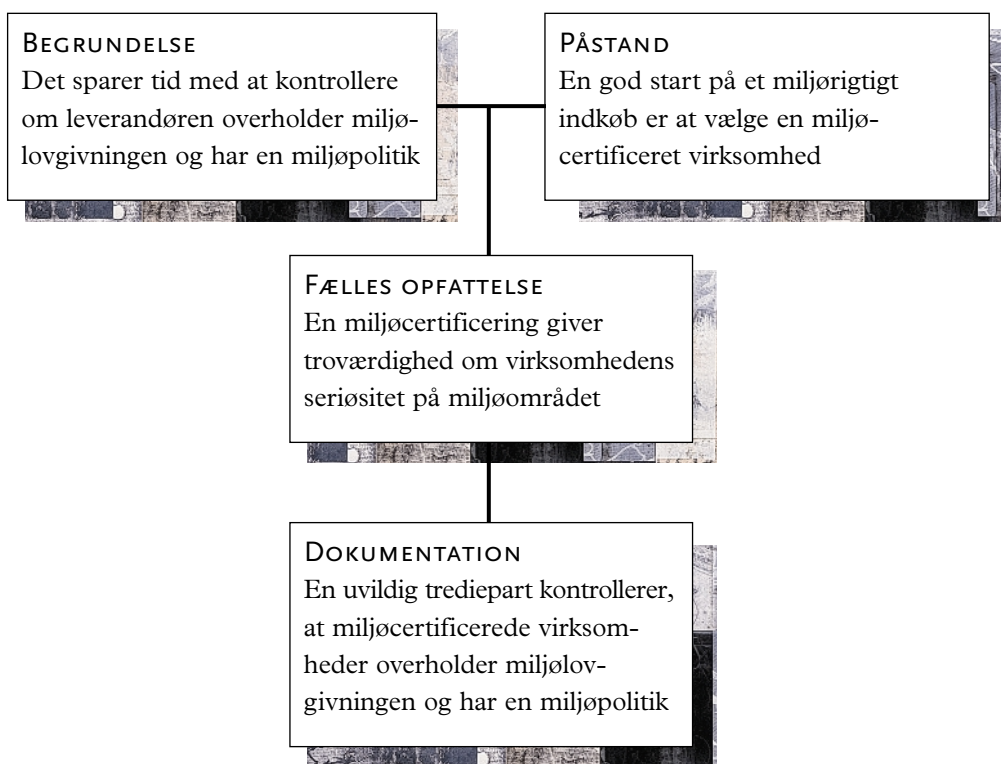 BEGRUNDELSE
Det sparer tid med at kontrollere
om leverandøren overholder miljø-
lovgivningen og har en miljøpolitik
PÅSTAND
En god start på et miljørigtigt
indkøb er at vælge en miljø-
certificeret virksomhed
FÆLLES OPFATTELSE
En miljøcertificering giver
troværdighed om virksomhedens
seriøsitet på miljøområdet
DOKUMENTATION
En uvildig trediepart kontrollerer,
at miljøcertificerede virksom-
heder overholder miljølov-
givningen og har en miljøpolitik